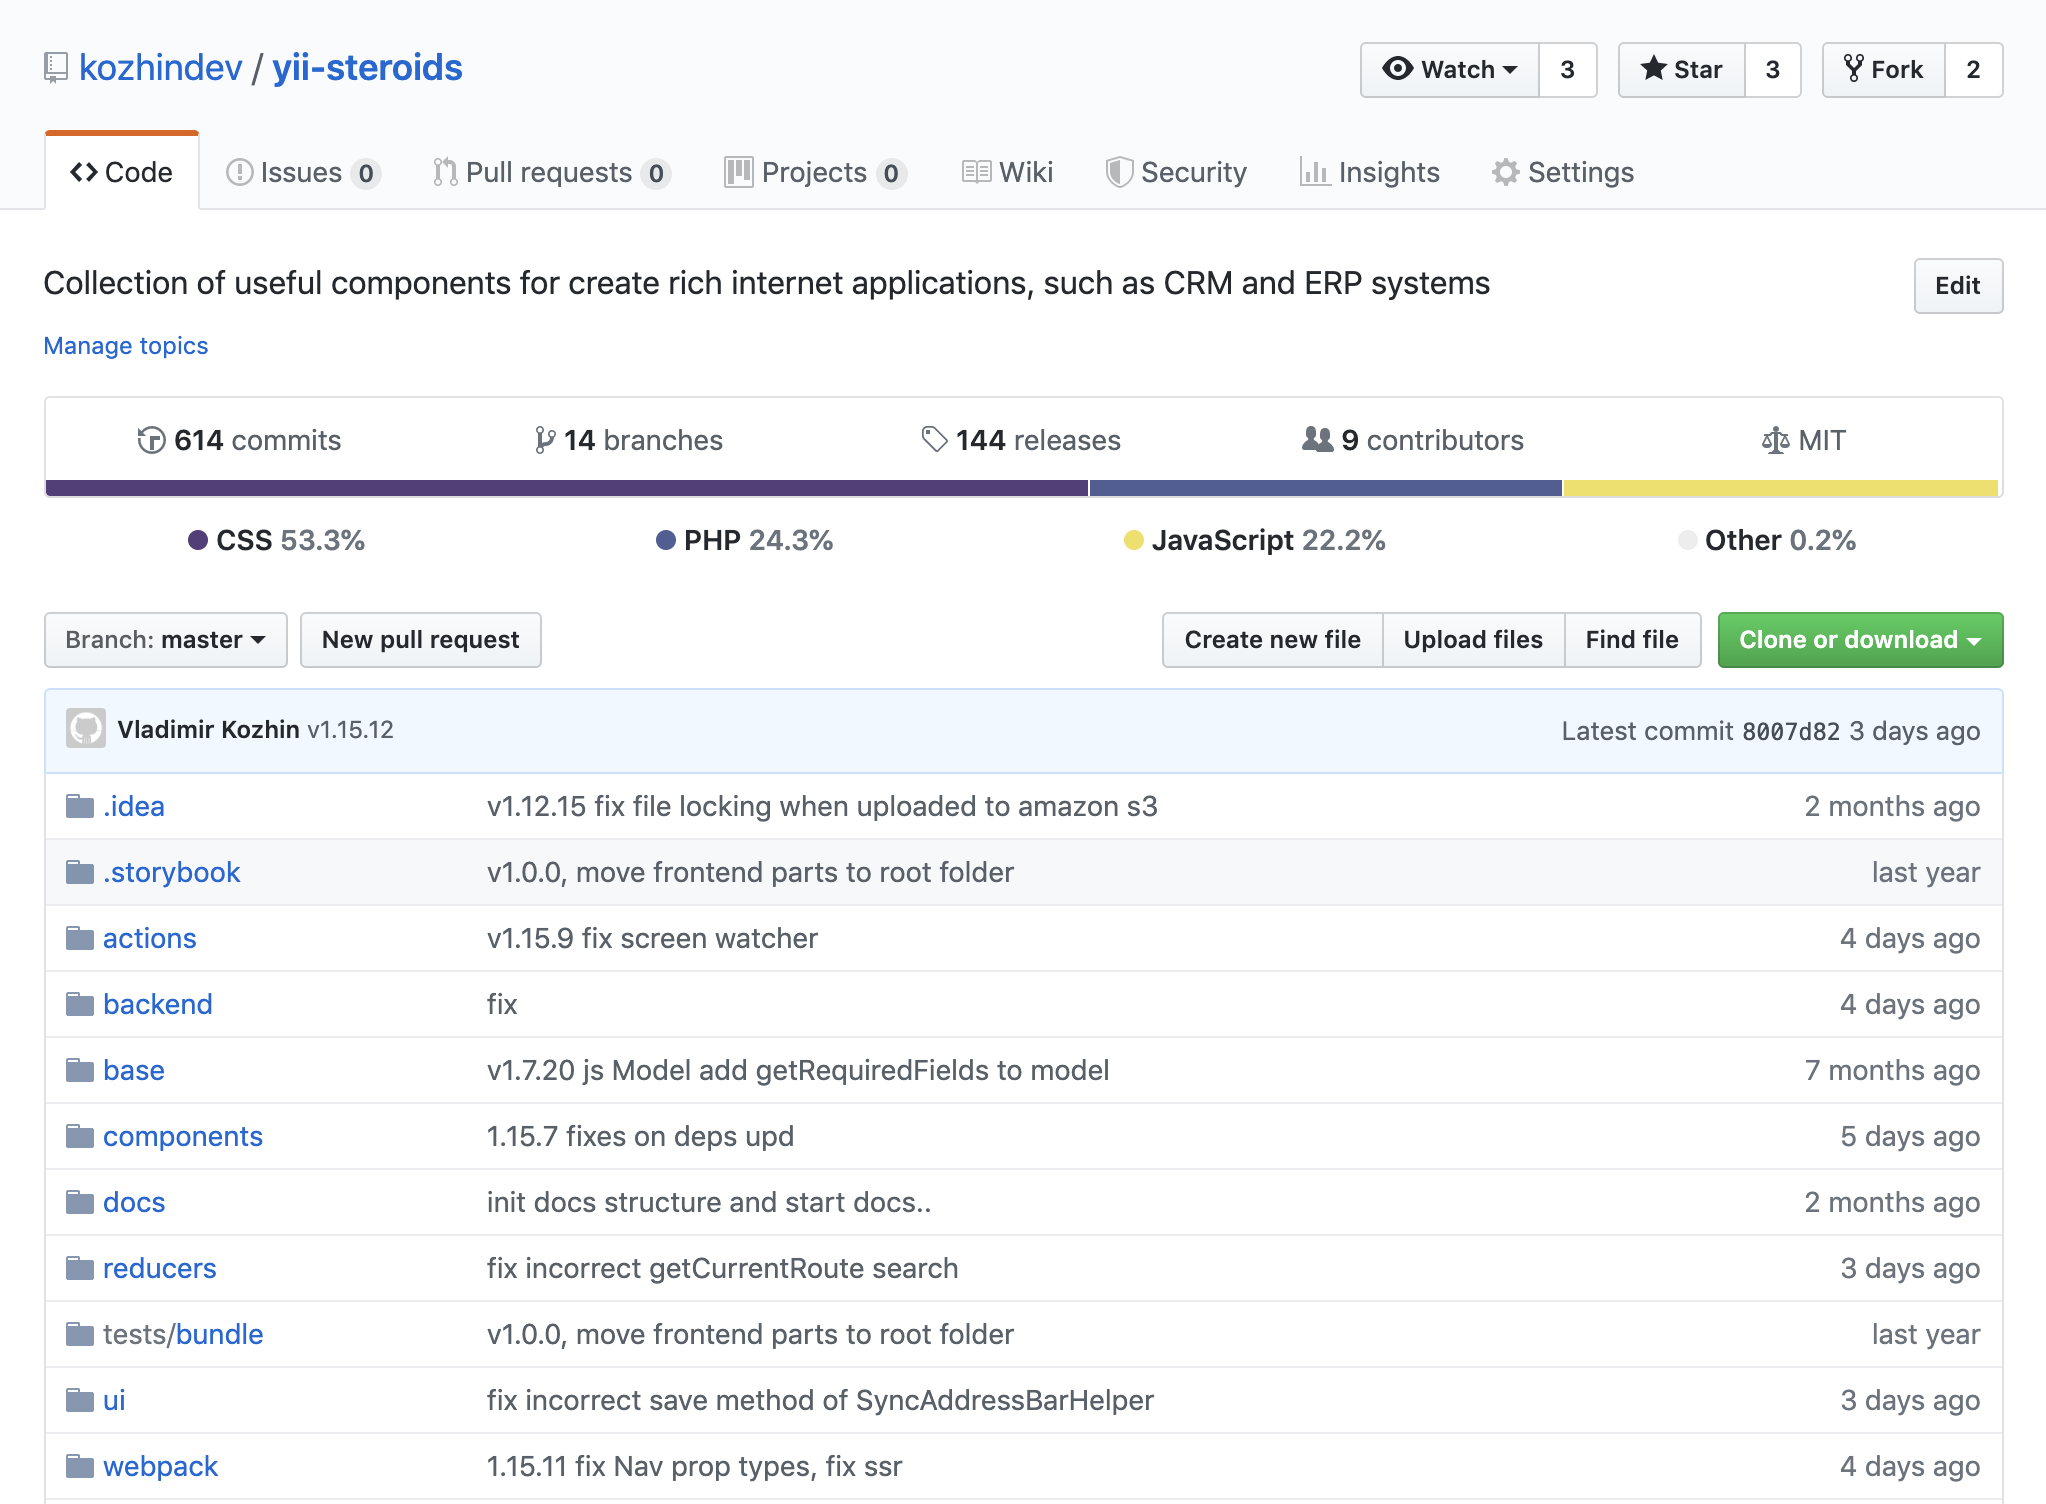 kozhindev / yii-steroids
Watch 3 Star 3 Fork 2
Code Issues 0 Pull requests 0 Projects 0 Wiki Security Insights Settings
Collection of useful components for create rich internet applications, such as CRM and ERP systems
Edit
Manage topics
614 commits 14 branches 144 releases 9 contributors MIT
CSS 53.3% PHP 24.3% JavaScript 22.2% Other 0.2%
Branch: master New pull request Create new file Upload files Find file Clone or download
Vladimir Kozhin v1.15.12 Latest commit 8007d82 3 days ago
.idea v1.12.15 fix file locking when uploaded to amazon s3 2 months ago
.storybook v1.0.0, move frontend parts to root folder last year
actions v1.15.9 fix screen watcher 4 days ago
backend fix 4 days ago
base v1.7.20 js Model add getRequiredFields to model 7 months ago
components 1.15.7 fixes on deps upd 5 days ago
docs init docs structure and start docs.. 2 months ago
reducers fix incorrect getCurrentRoute search 3 days ago
tests/bundle v1.0.0, move frontend parts to root folder last year
ui fix incorrect save method of SyncAddressBarHelper 3 days ago
webpack 1.15.11 fix Nav prop types, fix ssr 4 days ago